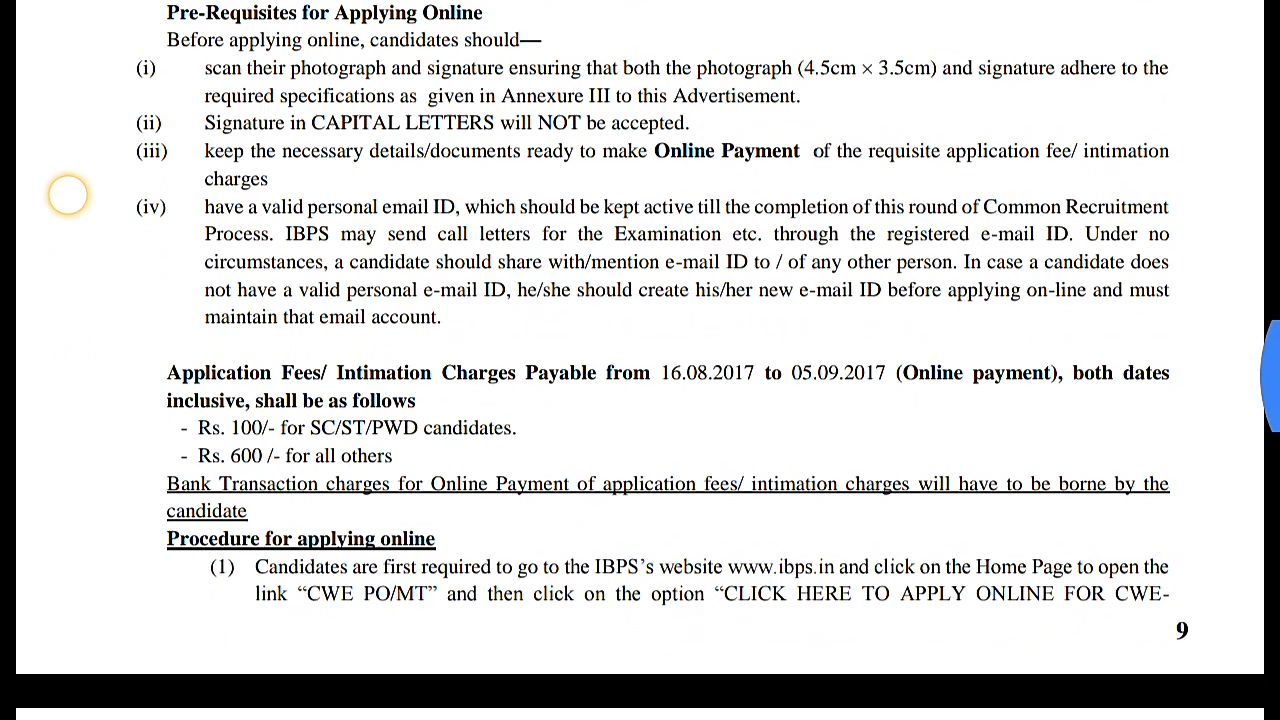 Pre-Requisites for Applying Online
Before applying online, candidates should—
(i) scan their photograph and signature ensuring that both the photograph (4.5cm × 3.5cm) and signature adhere to the
required specifications as given in Annexure III to this Advertisement.
(ii) Signature in CAPITAL LETTERS will NOT be accepted.
(iii) keep the necessary details/documents ready to make Online Payment of the requisite application fee/ intimation
charges
(iv) have a valid personal email ID, which should be kept active till the completion of this round of Common Recruitment
Process. IBPS may send call letters for the Examination etc. through the registered e-mail ID. Under no
circumstances, a candidate should share with/mention e-mail ID to / of any other person. In case a candidate does
not have a valid personal e-mail ID, he/she should create his/her new e-mail ID before applying on-line and must
maintain that email account.
Application Fees/ Intimation Charges Payable from 16.08.2017 to 05.09.2017 (Online payment), both dates
inclusive, shall be as follows
- Rs. 100/- for SC/ST/PWD candidates.
- Rs. 600 /- for all others
Bank Transaction charges for Online Payment of application fees/ intimation charges will have to be borne by the
candidate
Procedure for applying online
(1) Candidates are first required to go to the IBPS’s website www.ibps.in and click on the Home Page to open the
link “CWE PO/MT” and then click on the option “CLICK HERE TO APPLY ONLINE FOR CWE-
9